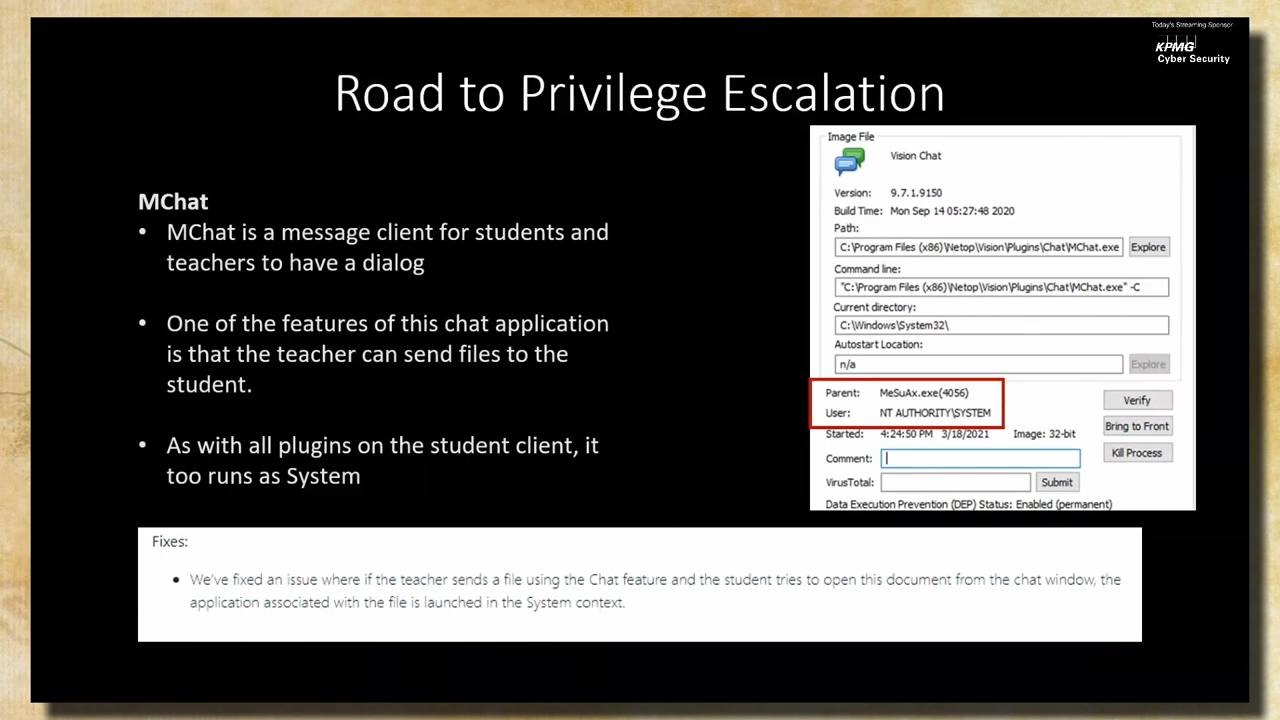 Today's Streaming Sponsor
KPMG
Cyber Security
Road to Privilege Escalation
MChat
• MChat is a message client for students and
teachers to have a dialog
• One of the features of this chat application
is that the teacher can send files to the
student.
• As with all plugins on the student client, it
too runs as System
Image File
Vision Chat
Version: 9.7.1.9150
Build Time: Mon Sep 14 05:27:48 2020
Path:
C:\Program Files (x86)\Netop\Vision\Plugins\Chat\MChat.exe Explore
Command line:
"C:\Program Files (x86)\Netop\Vision\Plugins\Chat\MChat.exe" -C
Current directory:
C:\Windows\System32\
Autostart Location:
n/a Explore
Parent: MeSuAx.exe(4056) Verify
User: NT AUTHORITY\SYSTEM
Bring to Front
Started: 4:24:50 PM 3/18/2021 Image: 32-bit
Comment: Kill Process
VirusTotal: Submit
Data Execution Prevention (DEP) Status: Enabled (permanent)
Fixes:
• We've fixed an issue where if the teacher sends a file using the Chat feature and the student tries to open this document from the chat window, the
application associated with the file is launched in the System context.